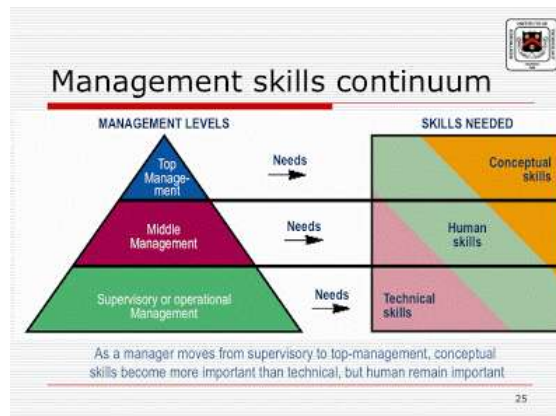 Management skills continuum
MANAGEMENT LEVELS
SKILLS NEEDED
Top
Manage-
ment
Needs
Conceptual
skills
Middle
Management
Needs
Human
skills
Supervisory or operational
Management
Needs
Technical
skills
As a manager moves from supervisory to top-management, conceptual
skills become more important than technical, but human remain important
25